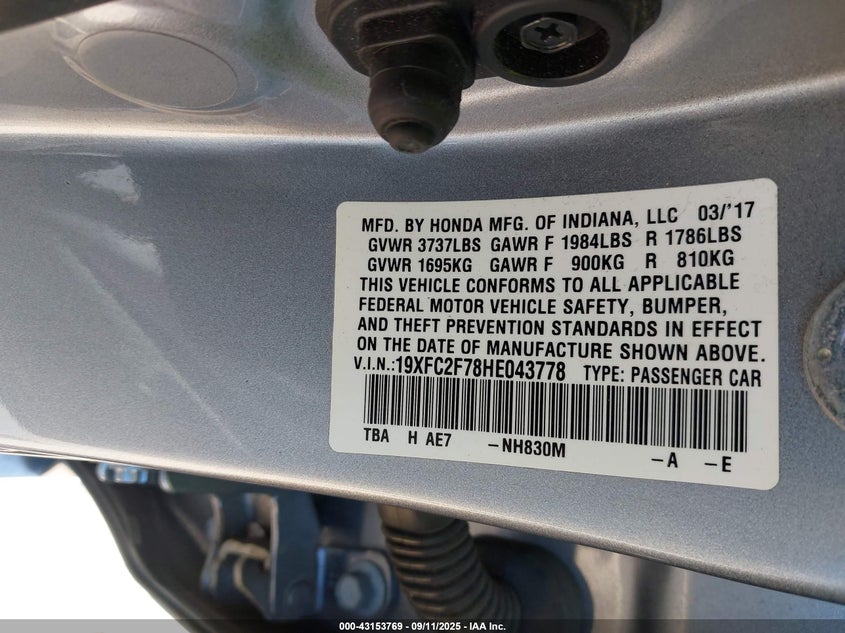 MFD. BY HONDA MFG. OF INDIANA, LLC 03/'17
GVWR 3737LBS GAWR F 1984LBS R 1786LBS
GVWR 1695KG GAWR F 900KG R 810KG
THIS VEHICLE CONFORMS TO ALL APPLICABLE
FEDERAL MOTOR VEHICLE SAFETY, BUMPER,
AND THEFT PREVENTION STANDARDS IN EFFECT
ON THE DATE OF MANUFACTURE SHOWN ABOVE.
V.I.N.:19XFC2F78HE043778 TYPE: PASSENGER CAR
TBA H AE7 -NH830M -A -E
000-43153769 - 09/11/2025 - IAA Inc.